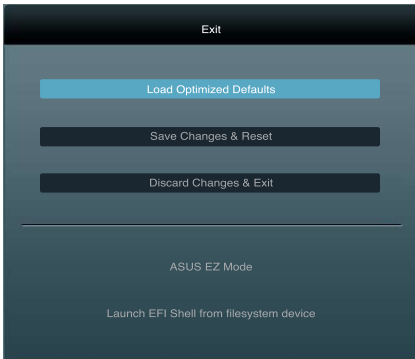 Exit
Load Optimized Defaults
Save Changes & Reset
Discard Changes & Exit
ASUS EZ Mode
Launch EFI Shell from filesystem device